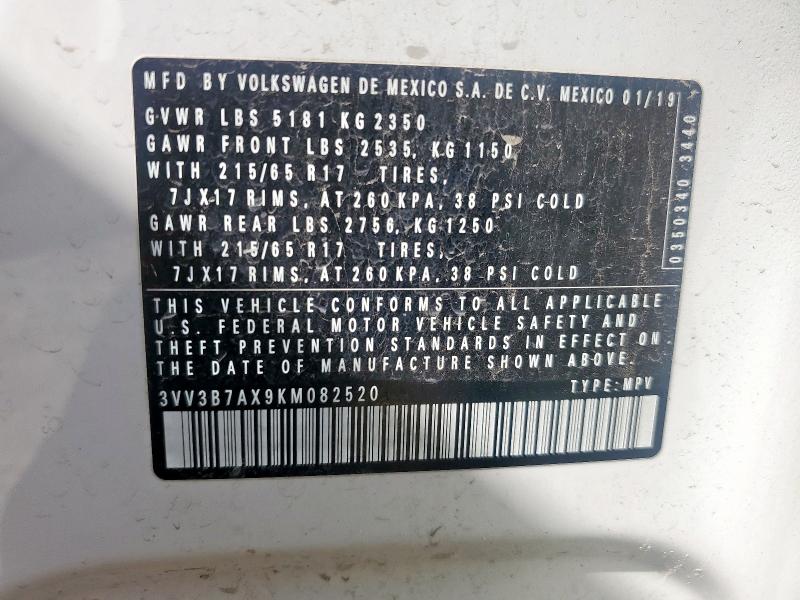 MFD BY VOLKSWAGEN DE MEXICO S.A. DE C.V. MEXICO 01/19
GVWR LBS 5181 KG 2350
GAWR FRONT LBS 2535, KG 1150
WITH 215/65 R17 TIRES,
7JX17 RIMS, AT 260 KPA, 38 PSI COLD
GAWR REAR LBS 2756, KG 1250
WITH 215/65 R17 TIRES,
7JX17 RIMS, AT 260 KPA, 38 PSI COLD
0350340 3440
THIS VEHICLE CONFORMS TO ALL APPLICABLE
U.S. FEDERAL MOTOR VEHICLE SAFETY AND
THEFT PREVENTION STANDARDS IN EFFECT ON
THE DATE OF MANUFACTURE SHOWN ABOVE.
3VV3B7AX9KM082520 TYPE: MPV